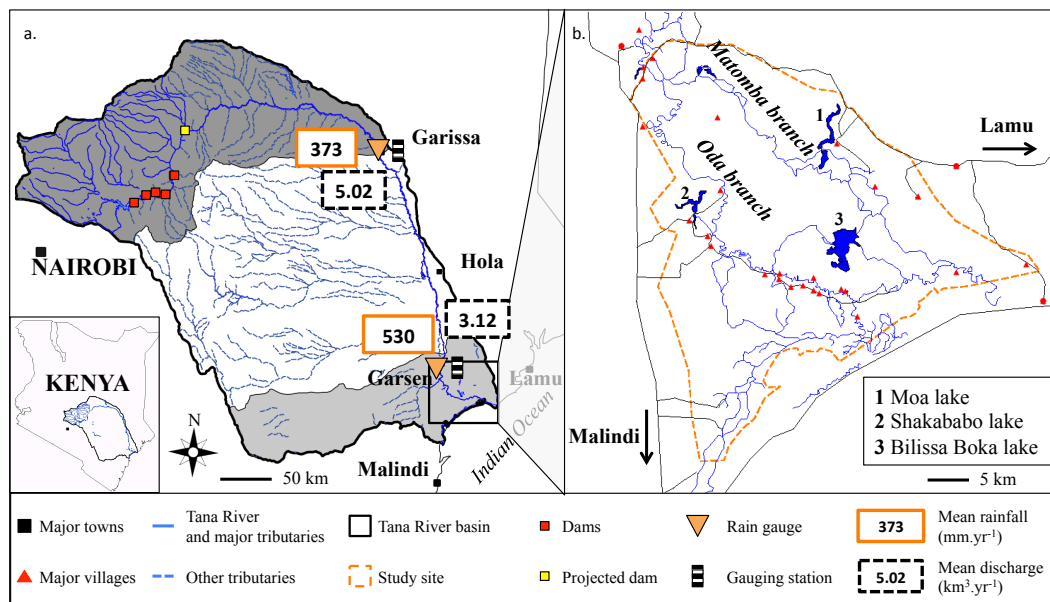 a.
373
Garissa
5.02
NAIROBI
Hola
3.12
530
Garsen
Lamu
KENYA
N
50 km
Malindi
Indian Ocean
b.
Matomba branch
1
Lamu
Oda branch
2
3
1 Moa lake
2 Shakababo lake
3 Bilissa Boka lake
Malindi
5 km
Major towns
Tana River
and major tributaries
Tana River basin
Dams
Rain gauge
373
Mean rainfall
(mm.yr⁻¹)
Major villages
Other tributaries
Study site
Projected dam
Gauging station
5.02
Mean discharge
(km³.yr⁻¹)